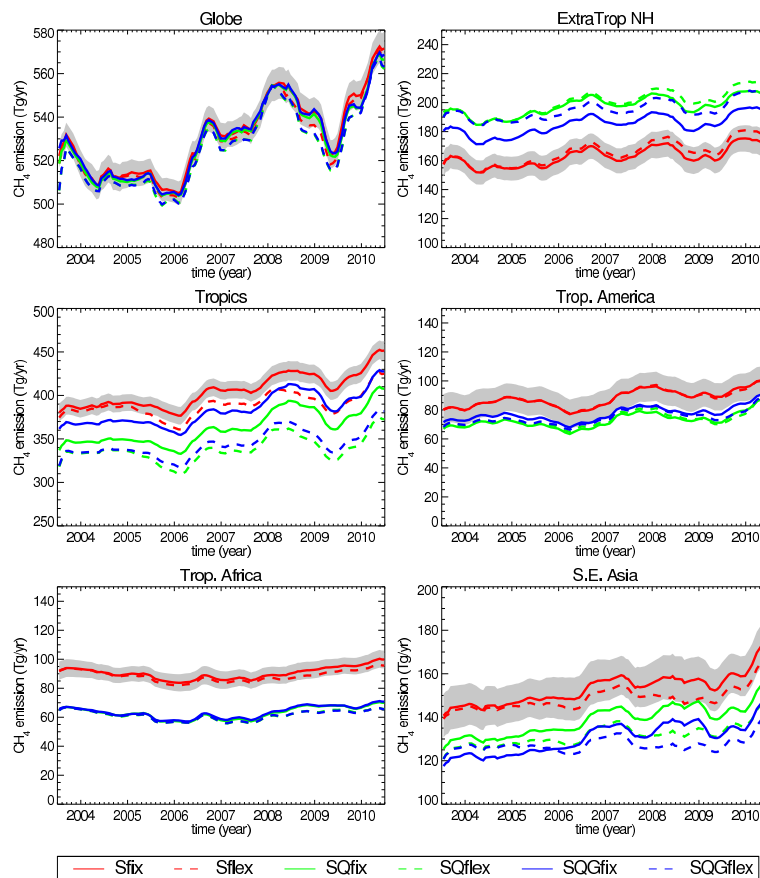 Globe
CH4 emission (Tg/yr)
580
560
540
520
500
480
2004 2005 2006 2007 2008 2009 2010
time (year)
ExtraTrop NH
CH4 emission (Tg/yr)
240
220
200
180
160
140
120
100
2004 2005 2006 2007 2008 2009 2010
time (year)
Tropics
CH4 emission (Tg/yr)
500
450
400
350
300
250
2004 2005 2006 2007 2008 2009 2010
time (year)
Trop. America
CH4 emission (Tg/yr)
140
120
100
80
60
40
20
0
2004 2005 2006 2007 2008 2009 2010
time (year)
Trop. Africa
CH4 emission (Tg/yr)
140
120
100
80
60
40
20
0
2004 2005 2006 2007 2008 2009 2010
time (year)
S.E. Asia
CH4 emission (Tg/yr)
200
180
160
140
120
100
2004 2005 2006 2007 2008 2009 2010
time (year)
Sfix Sflex SQfix SQflex SQGfix SQGflex